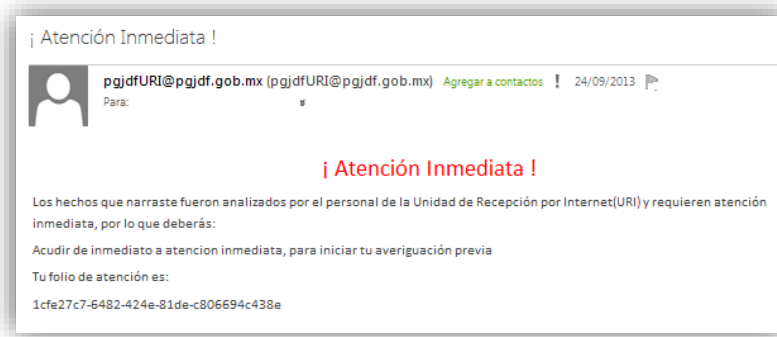 ¡ Atención Inmediata !
pgjdfURI@pgjdf.gob.mx (pgjdfURI@pgjdf.gob.mx) Agregar a contactos ! 24/09/2013
Para:
¡ Atención Inmediata !
Los hechos que narraste fueron analizados por el personal de la Unidad de Recepción por Internet(URI) y requieren atención
inmediata, por lo que deberás:
Acudir de inmediato a atencion inmediata, para iniciar tu averiguación previa
Tu folio de atención es:
1cfe27c7-6482-424e-81de-c806694c438e